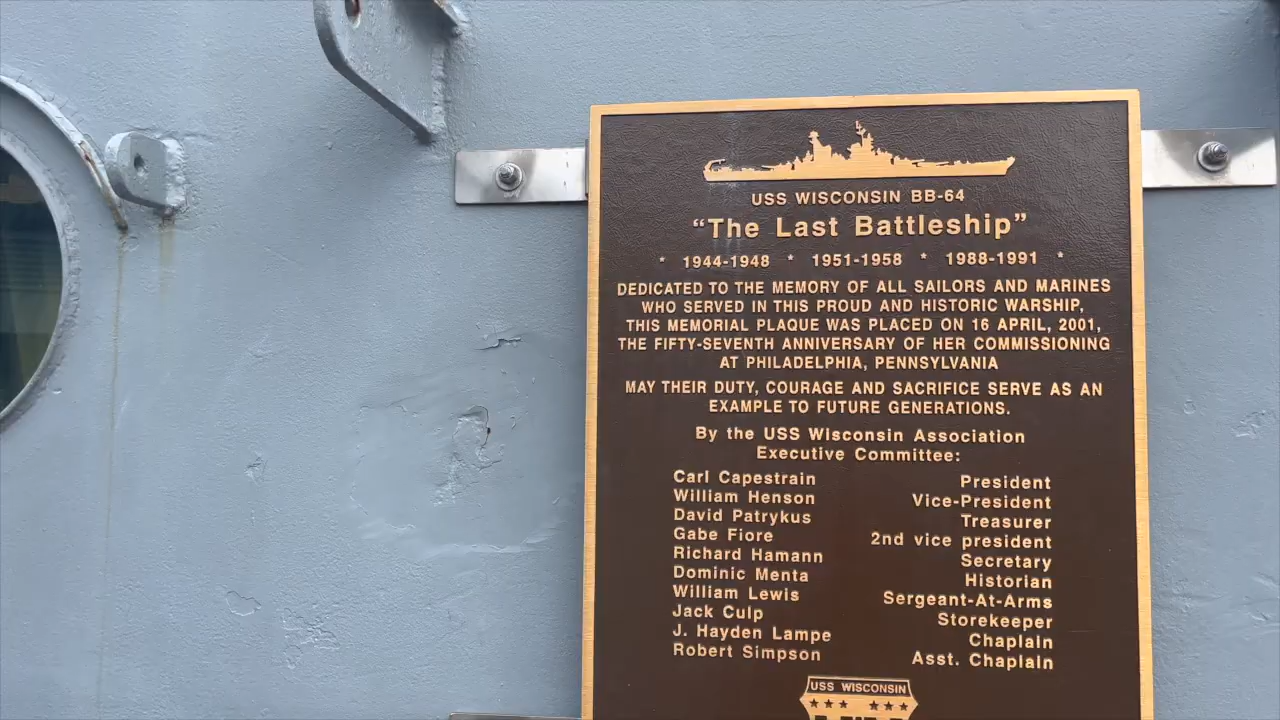 USS WISCONSIN BB-64
"The Last Battleship"
* 1944-1948 * 1951-1958 * 1988-1991 *
DEDICATED TO THE MEMORY OF ALL SAILORS AND MARINES
WHO SERVED IN THIS PROUD AND HISTORIC WARSHIP,
THIS MEMORIAL PLAQUE WAS PLACED ON 16 APRIL, 2001,
THE FIFTY-SEVENTH ANNIVERSARY OF HER COMMISSIONING
AT PHILADELPHIA, PENNSYLVANIA
MAY THEIR DUTY, COURAGE AND SACRIFICE SERVE AS AN
EXAMPLE TO FUTURE GENERATIONS.
By the USS Wisconsin Association
Executive Committee:
Carl Capestrain President
William Henson Vice-President
David Patrykus Treasurer
Gabe Fiore 2nd vice president
Richard Hamann Secretary
Dominic Menta Historian
William Lewis Sergeant-At-Arms
Jack Culp Storekeeper
J. Hayden Lampe Chaplain
Robert Simpson Asst. Chaplain
USS WISCONSIN